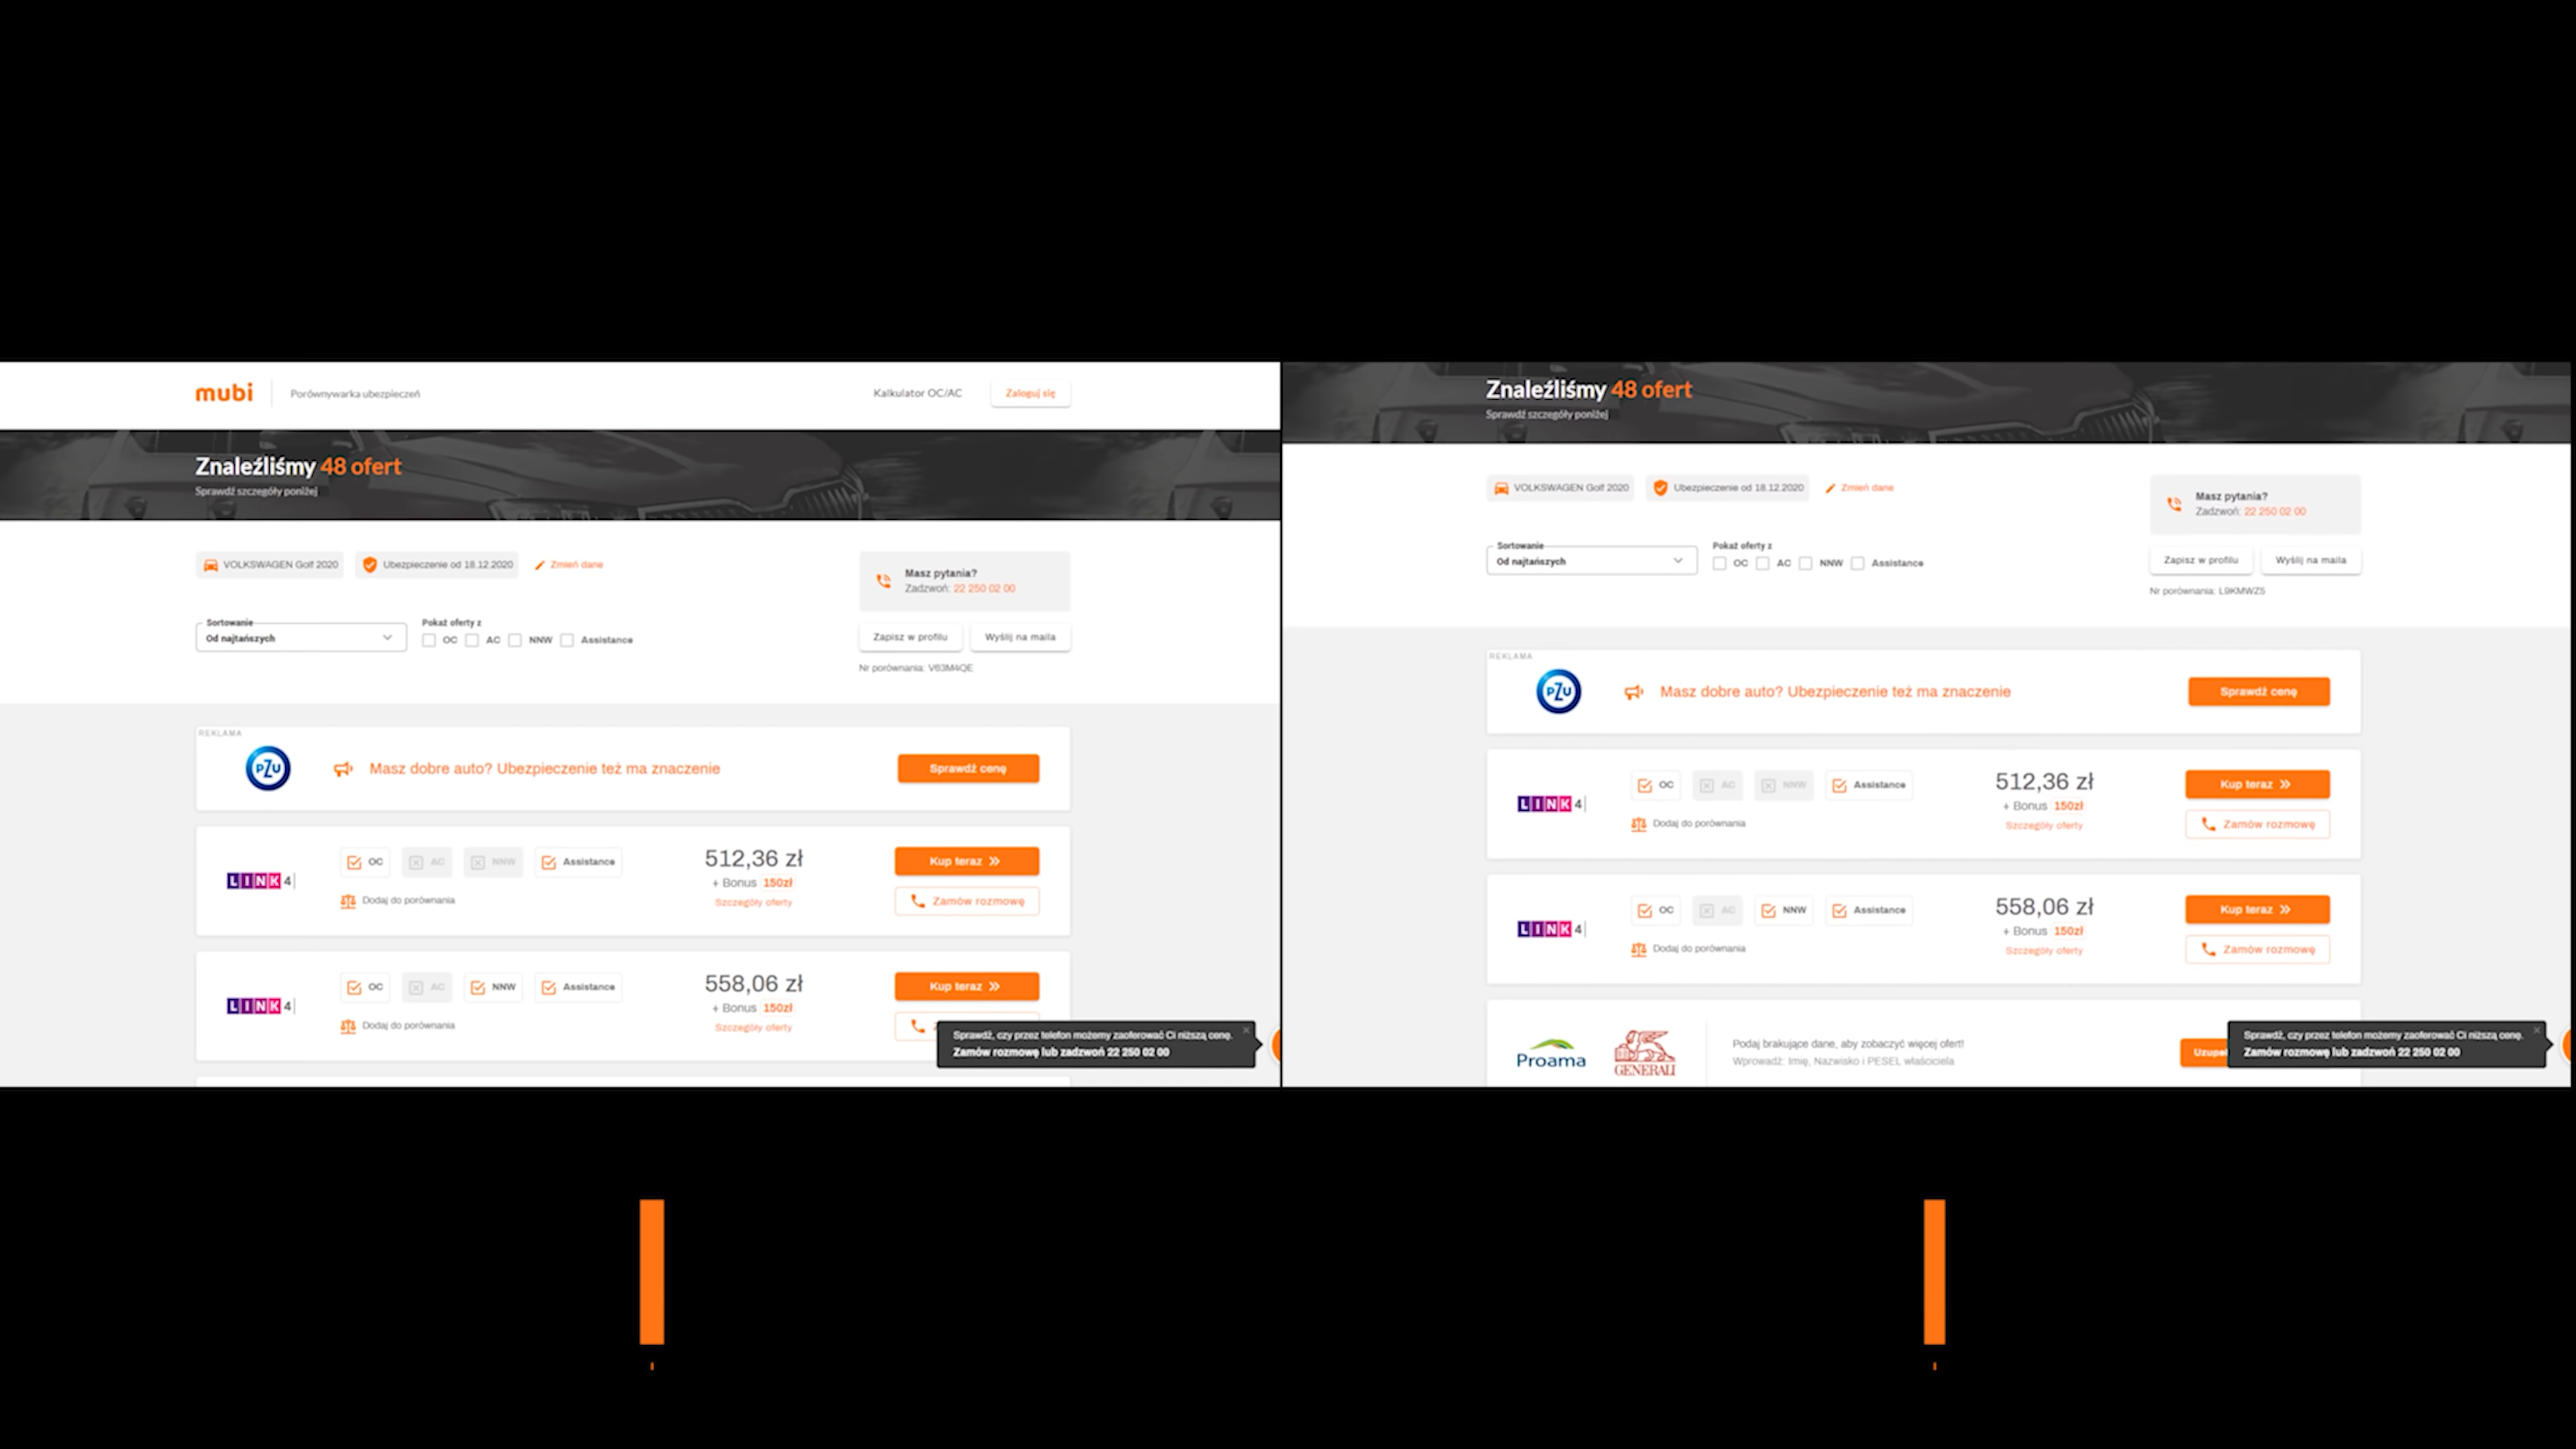 mubi
Porównywarka ubezpieczeń
Kalkulator OC/AC
Zaloguj się
Znaleźliśmy 48 ofert
Sprawdź szczegóły poniżej
VOLKSWAGEN Golf 2020
Ubezpieczenie od 18.12.2020
Zmień dane
Masz pytania?
Zadzwoń: 22 250 02 00
Sortowanie
Od najtańszych
Pokaż oferty z
OC AC NNW Assistance
Zapisz w profilu
Wyślij na maila
Nr porównania: V63M4QE
REKLAMA
PZU
Masz dobre auto? Ubezpieczenie też ma znaczenie
Sprawdź cenę
LINK4
OC AC NNW Assistance
Dodaj do porównania
512,36 zł
+ Bonus 150zł
Szczegóły oferty
Kup teraz
Zamów rozmowę
LINK4
OC AC NNW Assistance
Dodaj do porównania
558,06 zł
+ Bonus 150zł
Szczegóły oferty
Kup teraz
Sprawdź, czy przez telefon możemy zaoferować Ci niższą cenę.
Zamów rozmowę lub zadzwoń 22 250 02 00
Znaleźliśmy 48 ofert
Sprawdź szczegóły poniżej
VOLKSWAGEN Golf 2020
Ubezpieczenie od 18.12.2020
Zmień dane
Masz pytania?
Zadzwoń: 22 250 02 00
Sortowanie
Od najtańszych
Pokaż oferty z
OC AC NNW Assistance
Zapisz w profilu
Wyślij na maila
Nr porównania: L9KMWZ5
REKLAMA
PZU
Masz dobre auto? Ubezpieczenie też ma znaczenie
Sprawdź cenę
LINK4
OC AC NNW Assistance
Dodaj do porównania
512,36 zł
+ Bonus 150zł
Szczegóły oferty
Kup teraz
Zamów rozmowę
LINK4
OC AC NNW Assistance
Dodaj do porównania
558,06 zł
+ Bonus 150zł
Szczegóły oferty
Kup teraz
Zamów rozmowę
Proama
GENERALI
Podaj brakujące dane, aby zobaczyć więcej ofert!
Wprowadź: Imię, Nazwisko i PESEL właściciela
Sprawdź, czy przez telefon możemy zaoferować Ci niższą cenę.
Zamów rozmowę lub zadzwoń 22 250 02 00